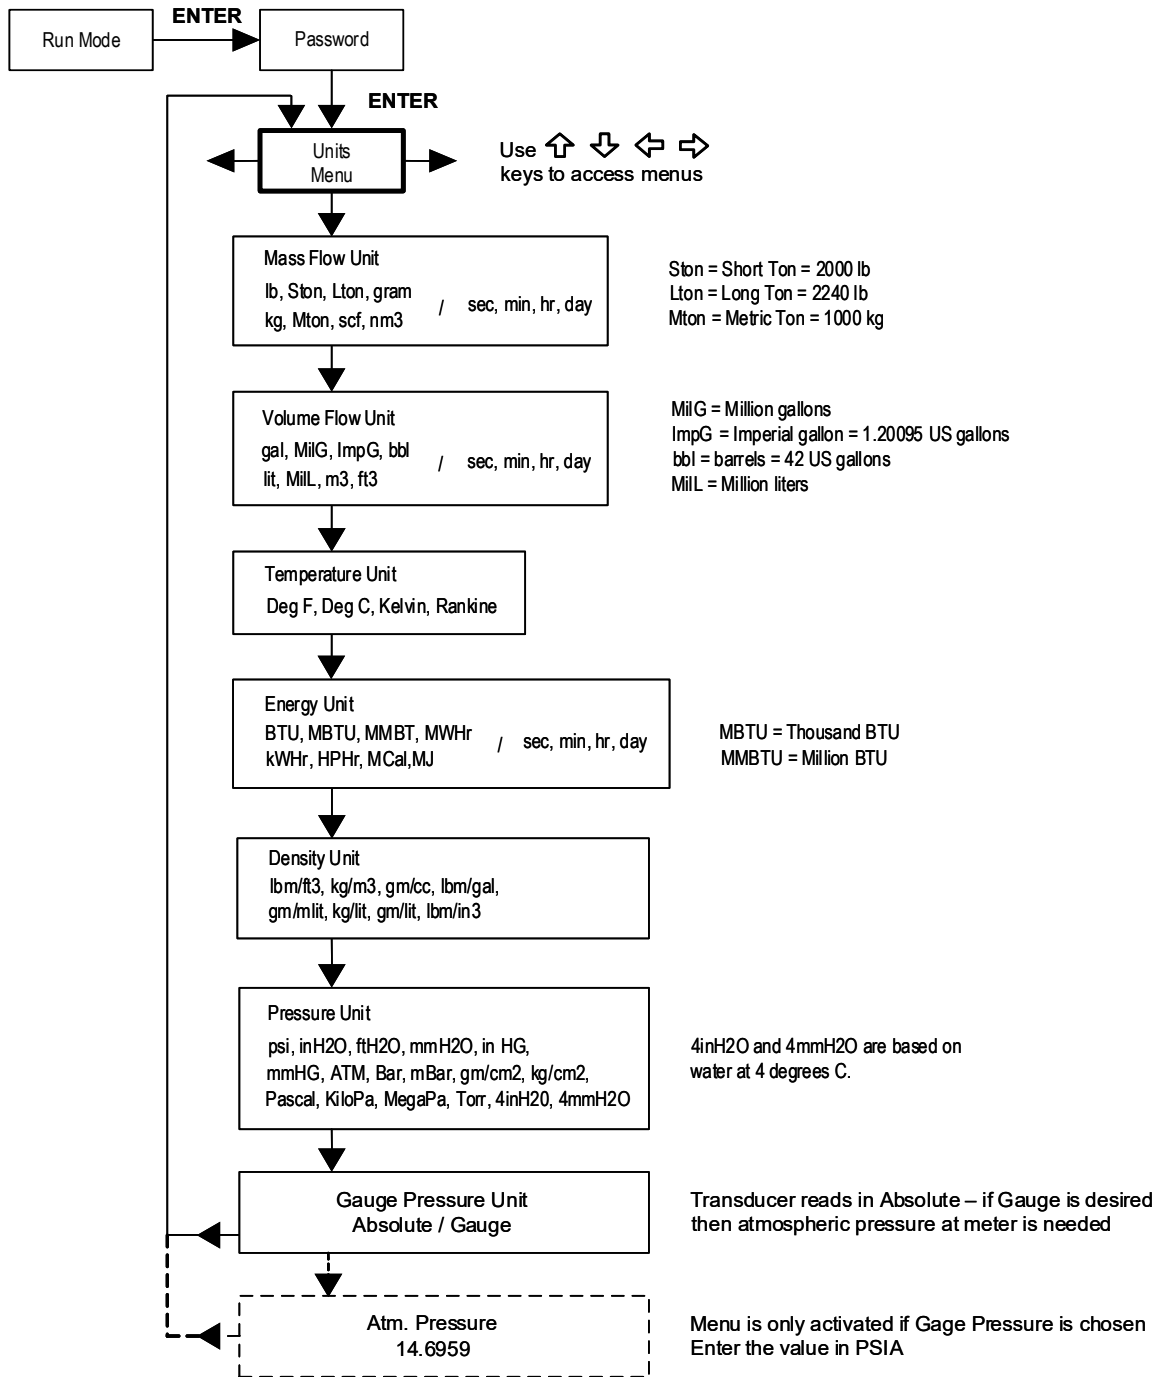 ENTER
Run Mode
Password
ENTER
Units
Menu
Use
keys to access menus
Mass Flow Unit
lb, Ston, Lton, gram
kg, Mton, scf, nm3
/ sec, min, hr, day
Ston = Short Ton = 2000 lb
Lton = Long Ton = 2240 lb
Mton = Metric Ton = 1000 kg
Volume Flow Unit
gal, MilG, ImpG, bbl
lit, MilL, m3, ft3
/ sec, min, hr, day
MilG = Million gallons
ImpG = Imperial gallon = 1.20095 US gallons
bbl = barrels = 42 US gallons
MilL = Million liters
Temperature Unit
Deg F, Deg C, Kelvin, Rankine
Energy Unit
BTU, MBTU, MMBT, MWHr
kWHr, HPHr, MCal,MJ
/ sec, min, hr, day
MBTU = Thousand BTU
MMBTU = Million BTU
Density Unit
lbm/ft3, kg/m3, gm/cc, lbm/gal,
gm/mlit, kg/lit, gm/lit, lbm/in3
Pressure Unit
psi, inH2O, ftH2O, mmH2O, in HG,
mmHG, ATM, Bar, mBar, gm/cm2, kg/cm2,
Pascal, KiloPa, MegaPa, Torr, 4inH20, 4mmH2O
4inH2O and 4mmH2O are based on
water at 4 degrees C.
Gauge Pressure Unit
Absolute / Gauge
Transducer reads in Absolute – if Gauge is desired
then atmospheric pressure at meter is needed
Atm. Pressure
14.6959
Menu is only activated if Gage Pressure is chosen
Enter the value in PSIA